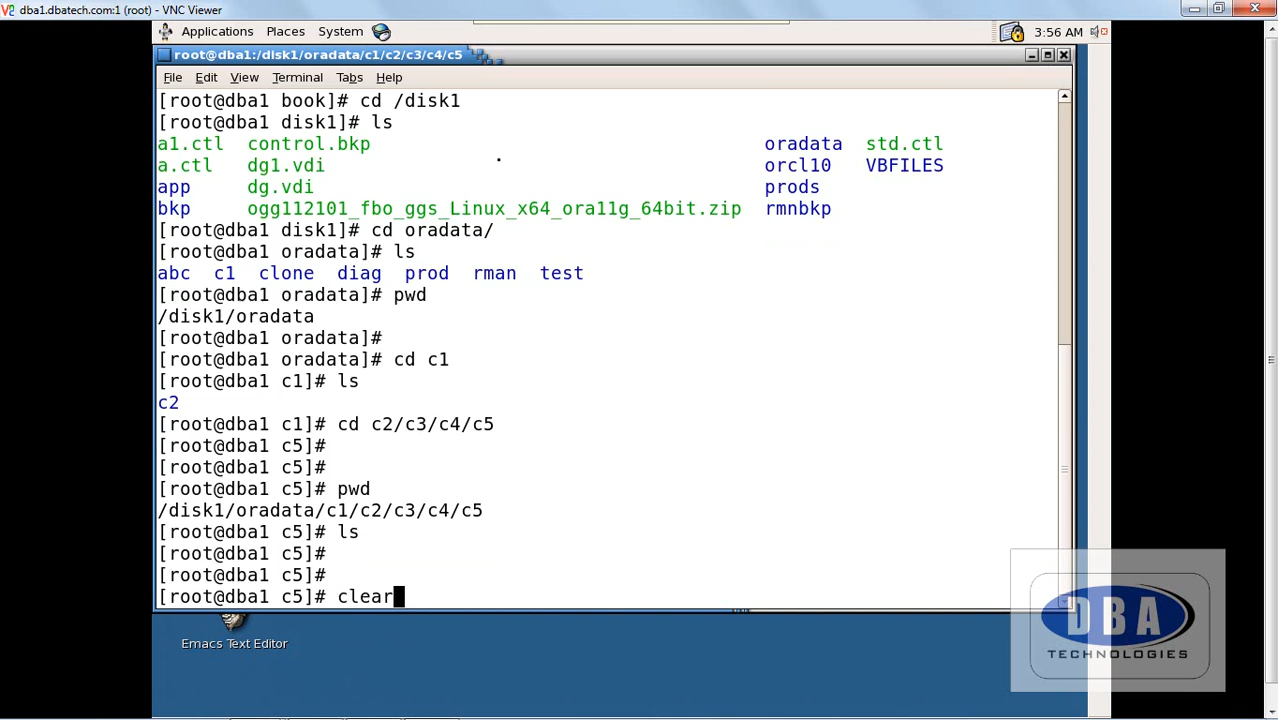 dba1.dbatech.com:1 (root) - VNC Viewer
Applications Places System 3:56 AM
root@dba1:/disk1/oradata/c1/c2/c3/c4/c5
File Edit View Terminal Tabs Help
[root@dba1 book]# cd /disk1
[root@dba1 disk1]# ls
a1.ctl control.bkp oradata std.ctl
a.ctl dg1.vdi orcl10 VBFILES
app dg.vdi prods
bkp ogg112101_fbo_ggs_Linux_x64_ora11g_64bit.zip rmnbkp
[root@dba1 disk1]# cd oradata/
[root@dba1 oradata]# ls
abc c1 clone diag prod rman test
[root@dba1 oradata]# pwd
/disk1/oradata
[root@dba1 oradata]#
[root@dba1 oradata]# cd c1
[root@dba1 c1]# ls
c2
[root@dba1 c1]# cd c2/c3/c4/c5
[root@dba1 c5]#
[root@dba1 c5]#
[root@dba1 c5]# pwd
/disk1/oradata/c1/c2/c3/c4/c5
[root@dba1 c5]# ls
[root@dba1 c5]#
[root@dba1 c5]#
[root@dba1 c5]# clear
Emacs Text Editor
DBA
TECHNOLOGIES